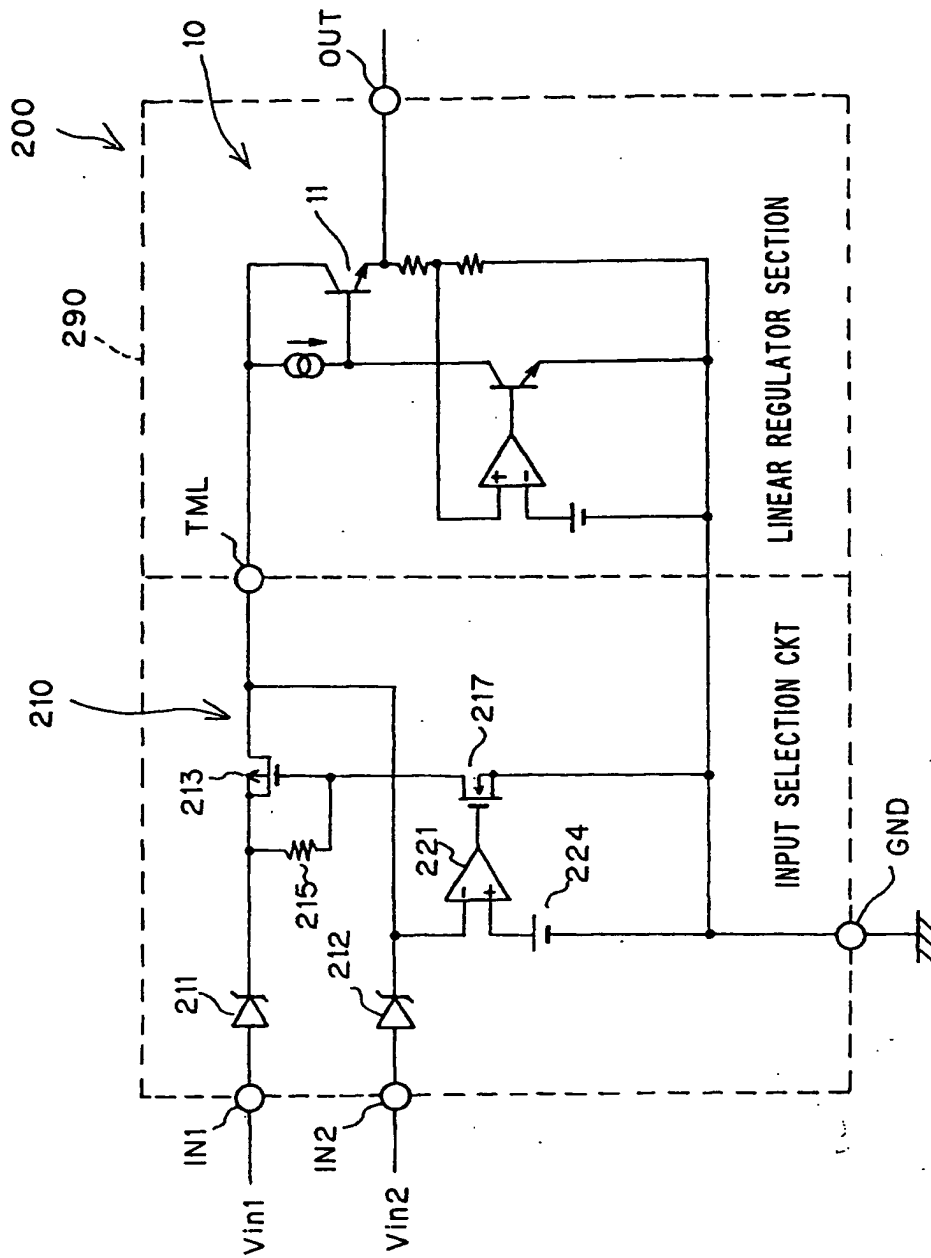 200
10
290
OUT
11
TML
210
213
215
217
221
224
211
212
IN1
IN2
Vin1
Vin2
GND
+
-
-
+
INPUT SELECTION CKT
LINEAR REGULATOR SECTION